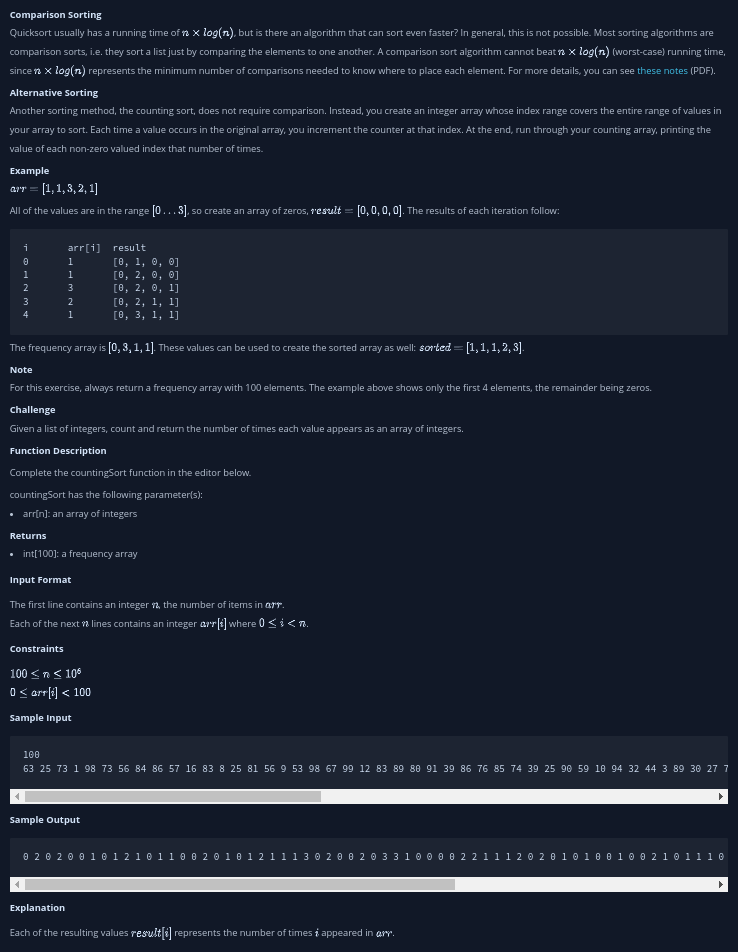 Comparison Sorting
Quicksort usually has a running time of n × log(n), but is there an algorithm that can sort even faster? In general, this is not possible. Most sorting algorithms are
comparison sorts, i.e. they sort a list just by comparing the elements to one another. A comparison sort algorithm cannot beat n × log(n) (worst-case) running time,
since n × log(n) represents the minimum number of comparisons needed to know where to place each element. For more details, you can see these notes (PDF).
Alternative Sorting
Another sorting method, the counting sort, does not require comparison. Instead, you create an integer array whose index range covers the entire range of values in
your array to sort. Each time a value occurs in the original array, you increment the counter at that index. At the end, run through your counting array, printing the
value of each non-zero valued index that number of times.
Example
arr = [1, 1, 3, 2, 1]
All of the values are in the range [0 . . . 3], so create an array of zeros, result = [0, 0, 0, 0]. The results of each iteration follow:
i arr[i] result
0 1 [0, 1, 0, 0]
1 1 [0, 2, 0, 0]
2 3 [0, 2, 0, 1]
3 2 [0, 2, 1, 1]
4 1 [0, 3, 1, 1]
The frequency array is [0, 3, 1, 1]. These values can be used to create the sorted array as well: sorted = [1, 1, 1, 2, 3].
Note
For this exercise, always return a frequency array with 100 elements. The example above shows only the first 4 elements, the remainder being zeros.
Challenge
Given a list of integers, count and return the number of times each value appears as an array of integers.
Function Description
Complete the countingSort function in the editor below.
countingSort has the following parameter(s):
• arr[n]: an array of integers
Returns
• int[100]: a frequency array
Input Format
The first line contains an integer n, the number of items in arr.
Each of the next n lines contains an integer arr[i] where 0 ≤ i < n.
Constraints
100 ≤ n ≤ 10⁶
0 ≤ arr[i] < 100
Sample Input
100
63 25 73 1 98 73 56 84 86 57 16 83 8 25 81 56 9 53 98 67 99 12 83 89 80 91 39 86 76 85 74 39 25 90 59 10 94 32 44 3 89 30 27 7
Sample Output
0 2 0 2 0 0 1 0 1 2 1 0 1 1 0 0 2 0 1 0 1 2 1 1 1 3 0 2 0 0 2 0 3 3 1 0 0 0 0 2 2 1 1 1 2 0 2 0 1 0 1 0 0 1 0 0 2 1 0 1 1 1 0
Explanation
Each of the resulting values result[i] represents the number of times i appeared in arr.